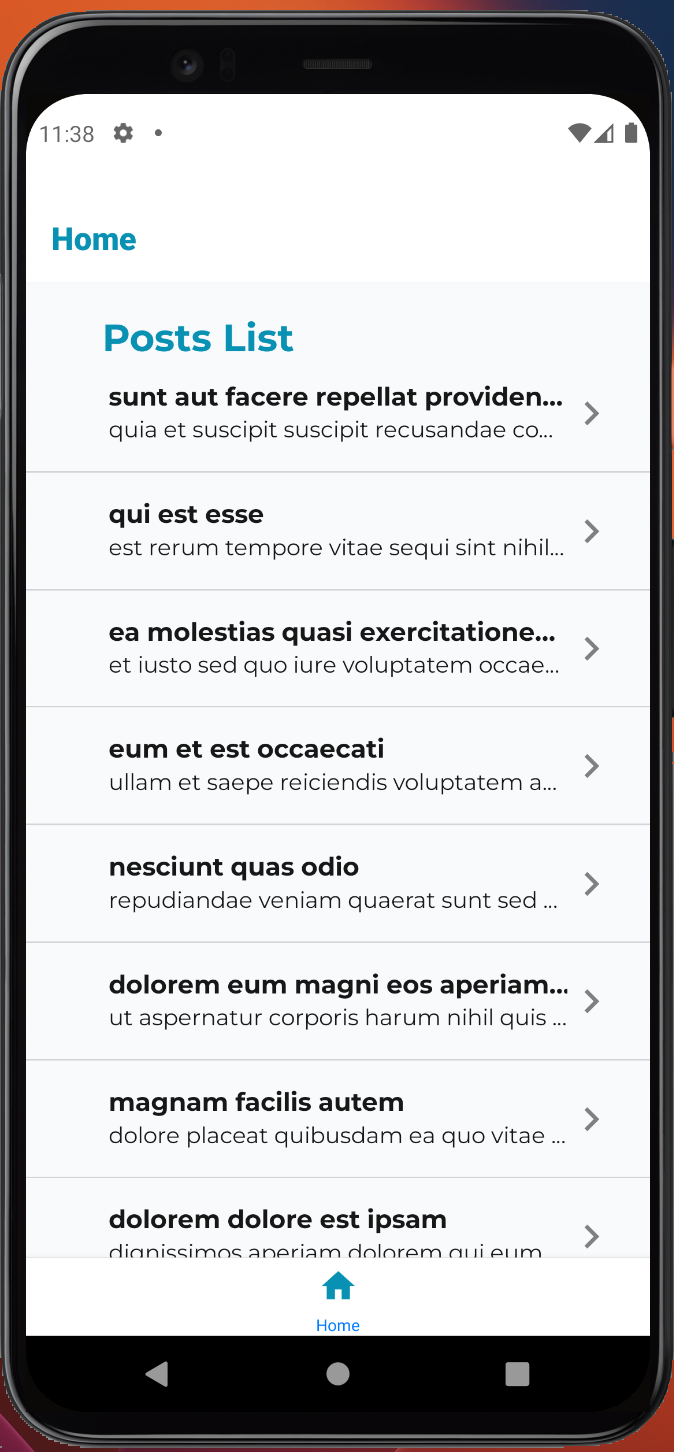 11:38
Home
Posts List
sunt aut facere repellat providen...
quia et suscipit suscipit recusandae co...
qui est esse
est rerum tempore vitae sequi sint nihil...
ea molestias quasi exercitatione...
et iusto sed quo iure voluptatem occae...
eum et est occaecati
ullam et saepe reiciendis voluptatem a...
nesciunt quas odio
repudiandae veniam quaerat sunt sed ...
dolorem eum magni eos aperiam...
ut aspernatur corporis harum nihil quis ...
magnam facilis autem
dolore placeat quibusdam ea quo vitae ...
dolorem dolore est ipsam
dignissimos aperiam dolorem qui eum
Home